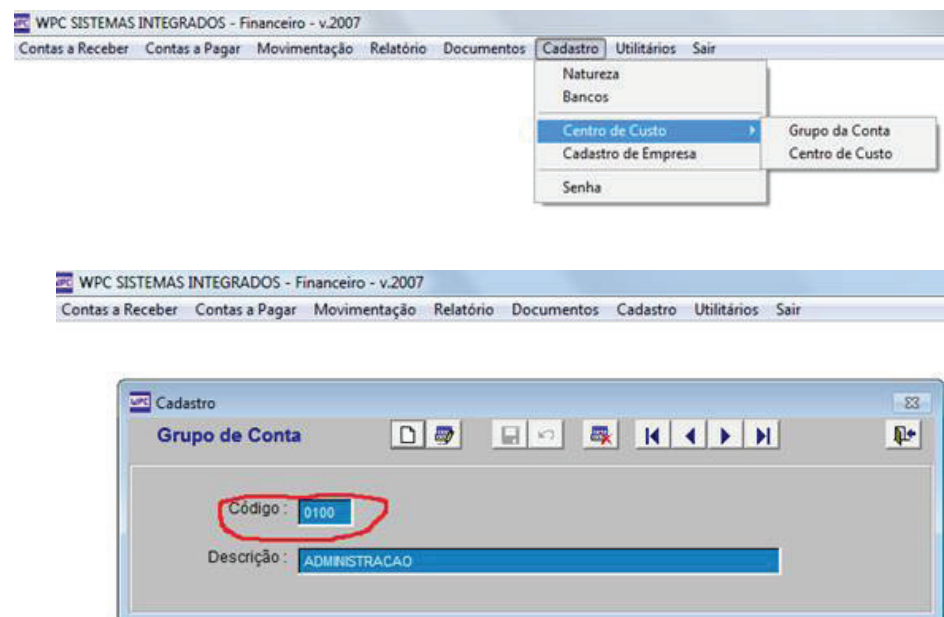 WPC SISTEMAS INTEGRADOS - Financeiro - v.2007
Contas a Receber Contas a Pagar Movimentação Relatório Documentos Cadastro Utilitários Sair
Natureza
Bancos
Centro de Custo Grupo da Conta
Cadastro de Empresa Centro de Custo
Senha
WPC SISTEMAS INTEGRADOS - Financeiro - v.2007
Contas a Receber Contas a Pagar Movimentação Relatório Documentos Cadastro Utilitários Sair
WPC Cadastro
Grupo de Conta
Código : 0100
Descrição : ADMINISTRACAO